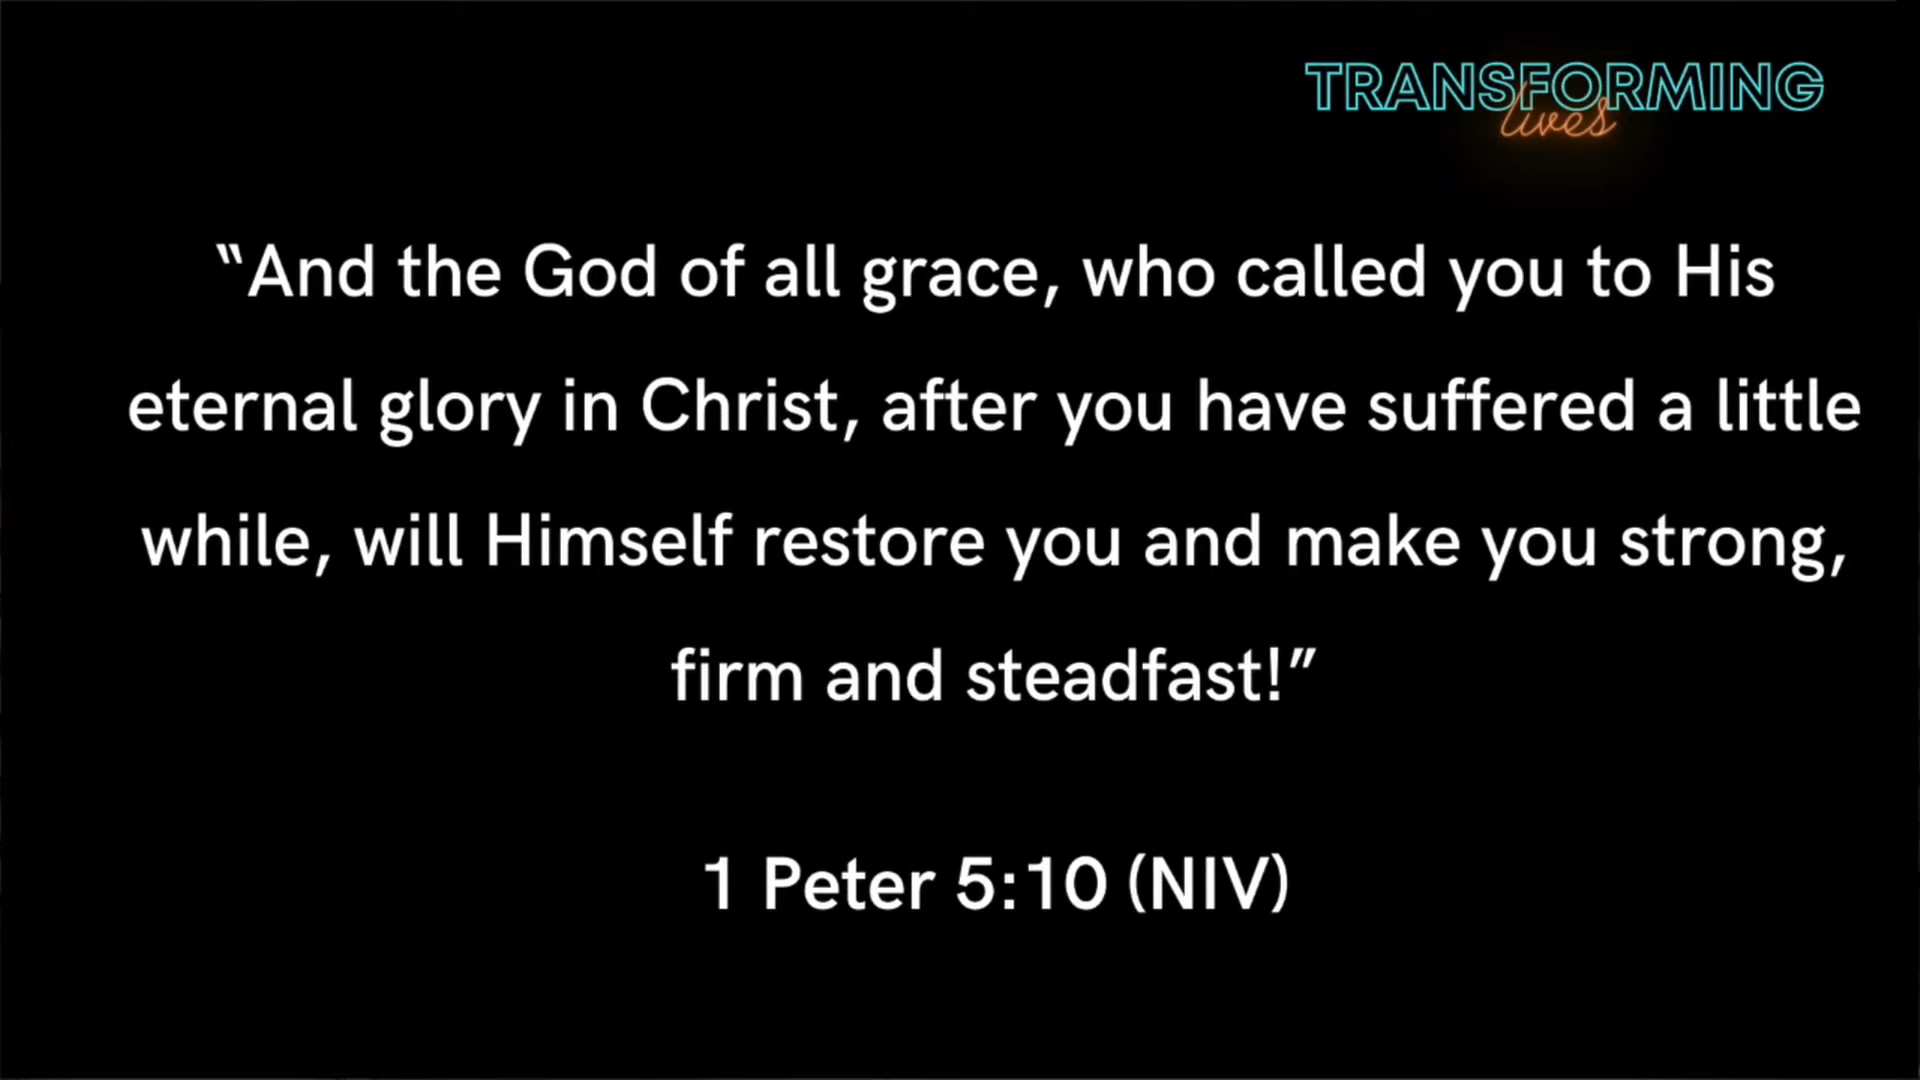 TRANSFORMING
lives
“And the God of all grace, who called you to His
eternal glory in Christ, after you have suffered a little
while, will Himself restore you and make you strong,
firm and steadfast!”
1 Peter 5:10 (NIV)